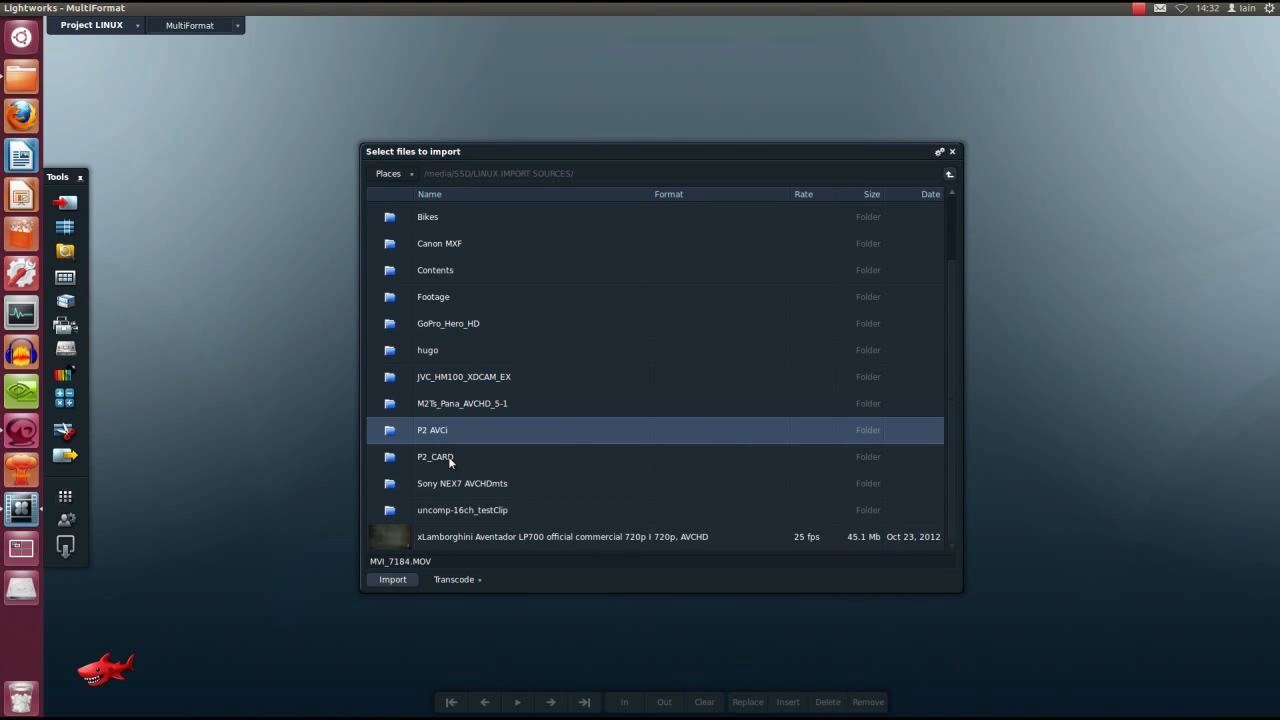 Lightworks - MultiFormat
14:32
Iain
Project LINUX
MultiFormat
Tools
Select files to import
Places
/media/SSD/LINUX IMPORT SOURCES/
Name Format Rate Size Date
Bikes Folder
Canon MXF Folder
Contents Folder
Footage Folder
GoPro_Hero_HD Folder
hugo Folder
JVC_HM100_XDCAM_EX Folder
M2Ts_Pana_AVCHD_5-1 Folder
P2 AVCi Folder
P2_CARD Folder
Sony NEX7 AVCHDmts Folder
uncomp-16ch_testClip Folder
xLamborghini Aventador LP700 official commercial 720p I 720p, AVCHD 25 fps 45.1 Mb Oct 23, 2012
MVI_7184.MOV
Import Transcode
In Out Clear Replace Insert Delete Remove